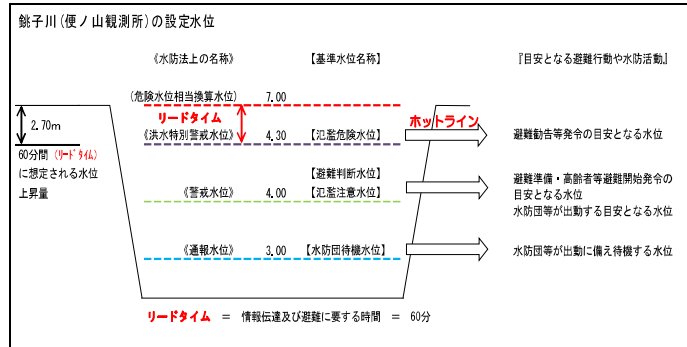 銚子川(便ノ山観測所)の設定水位
《水防法上の名称》 【基準水位名称】 『目安となる避難行動や水防活動』
(危険水位相当換算水位) 7.00
リードタイム
ホットライン
2.70m
《洪水特別警戒水位》 4.30 【氾濫危険水位】
避難勧告等発令の目安となる水位
60分間(リードタイム)
に想定される水位
上昇量
【避難判断水位】
《警戒水位》 4.00 【氾濫注意水位】
避難準備・高齢者等避難開始発令の
目安となる水位
水防団等が出動する目安となる水位
《通報水位》 3.00 【水防団待機水位】
水防団等が出動に備え待機する水位
リードタイム = 情報伝達及び避難に要する時間 = 60分